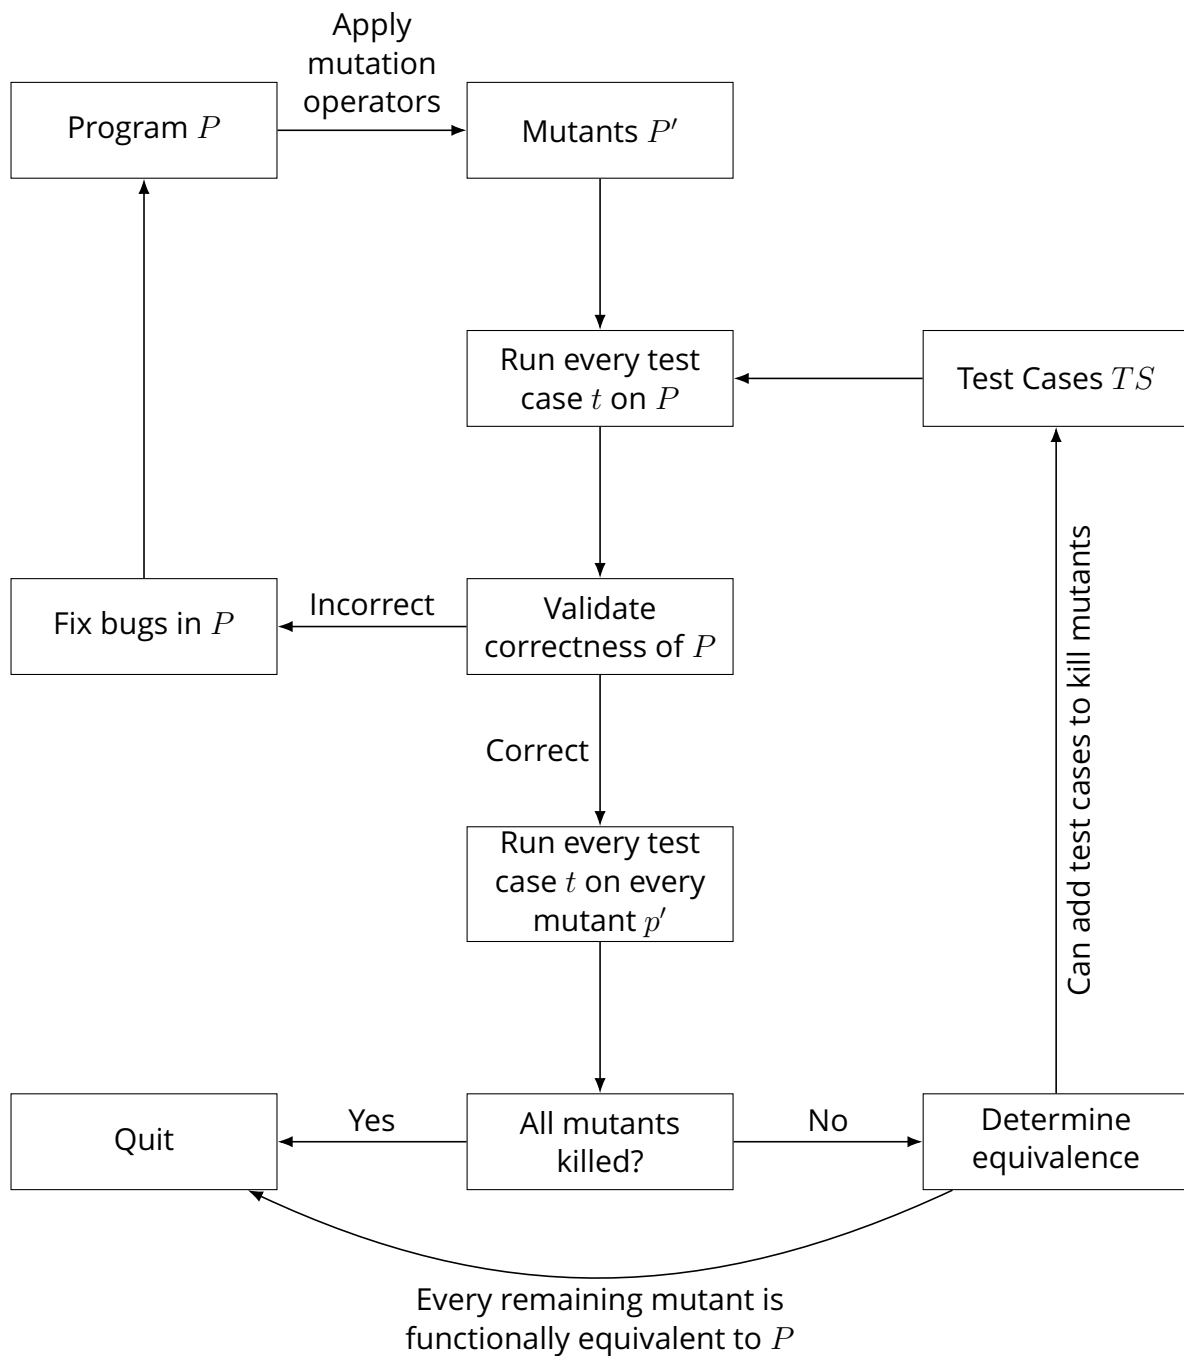 Apply
mutation
operators
Program P
Mutants P′
Run every test
case t on P
Test Cases TS
Fix bugs in P
Incorrect
Validate
correctness of P
Can add test cases to kill mutants
Correct
Run every test
case t on every
mutant p′
Quit
Yes
All mutants
killed?
No
Determine
equivalence
Every remaining mutant is
functionally equivalent to P